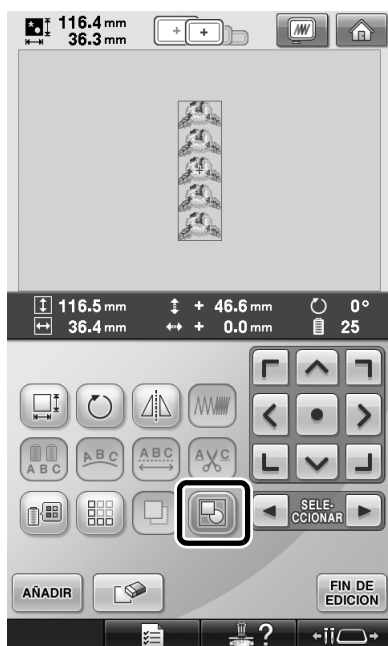 116.4 mm
36.3 mm
116.5 mm + 46.6 mm 0°
36.4 mm + 0.0 mm 25
A B C A B C A B C A C
SELE-
CCIONAR
AÑADIR
FIN DE
EDICION
?